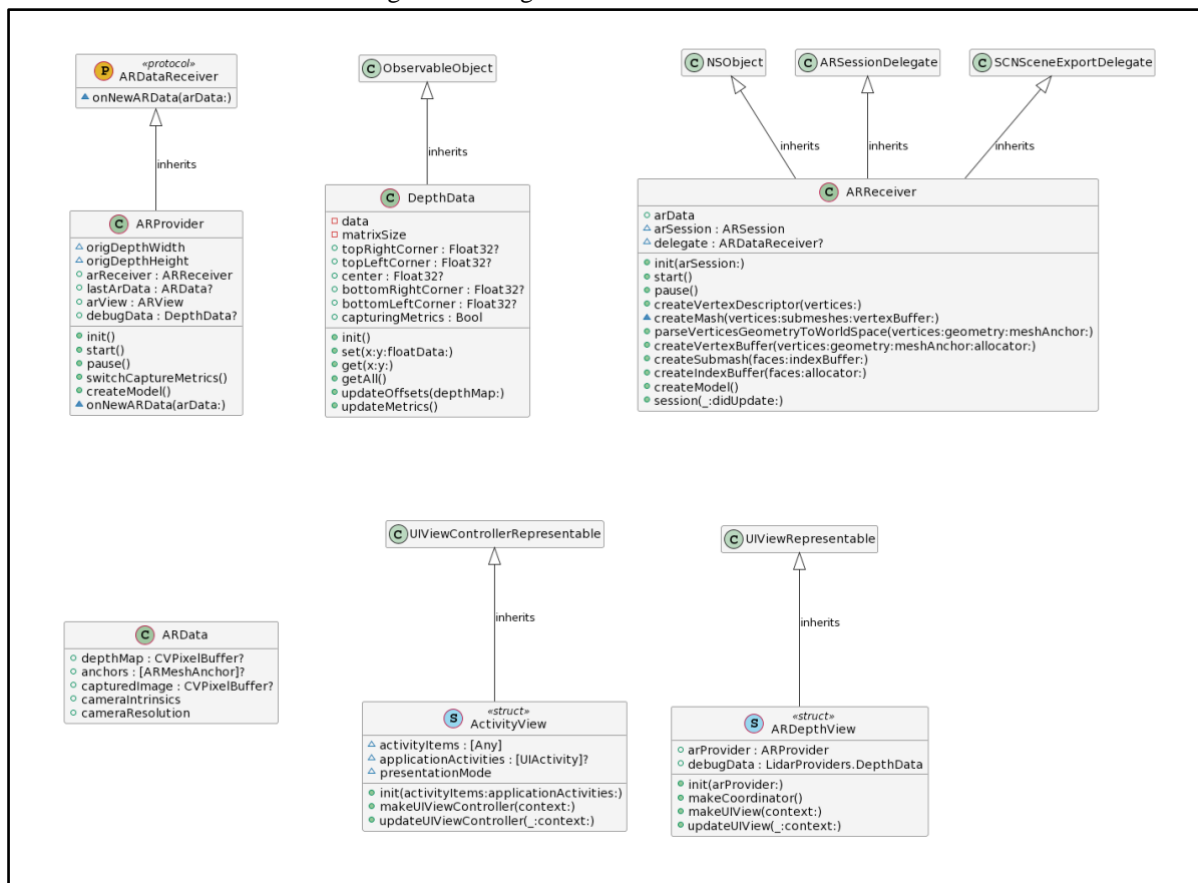 P
«protocol»
ARDataReceiver
onNewARData(arData:)
inherits
C ARProvider
origDepthWidth
origDepthHeight
arReceiver : ARReceiver
lastArData : ARData?
arView : ARView
debugData : DepthData?
init()
start()
pause()
switchCaptureMetrics()
createModel()
onNewARData(arData:)
C ObservableObject
inherits
C DepthData
data
matrixSize
topRightCorner : Float32?
topLeftCorner : Float32?
center : Float32?
bottomRightCorner : Float32?
bottomLeftCorner : Float32?
capturingMetrics : Bool
init()
set(x:y:floatData:)
get(x:y:)
getAll()
updateOffsets(depthMap:)
updateMetrics()
C NSObject
C ARSessionDelegate
C SCNSceneExportDelegate
inherits
inherits
inherits
C ARReceiver
arData
arSession : ARSession
delegate : ARDataReceiver?
init(arSession:)
start()
pause()
createVertexDescriptor(vertices:)
createMash(vertices:submeshes:vertexBuffer:)
parseVerticesGeometryToWorldSpace(vertices:geometry:meshAnchor:)
createVertexBuffer(vertices:geometry:meshAnchor:allocator:)
createSubmash(faces:indexBuffer:)
createIndexBuffer(faces:allocator:)
createModel()
session(_:didUpdate:)
C ARData
depthMap : CVPixelBuffer?
anchors : [ARMeshAnchor]?
capturedImage : CVPixelBuffer?
cameraIntrinsics
cameraResolution
C UIViewControllerRepresentable
inherits
S
«struct»
ActivityView
activityItems : [Any]
applicationActivities : [UIActivity]?
presentationMode
init(activityItems:applicationActivities:)
makeUIViewController(context:)
updateUIViewController(_:context:)
C UIViewRepresentable
inherits
S
«struct»
ARDepthView
arProvider : ARProvider
debugData : LidarProviders.DepthData
init(arProvider:)
makeCoordinator()
makeUIView(context:)
updateUIView(_:context:)